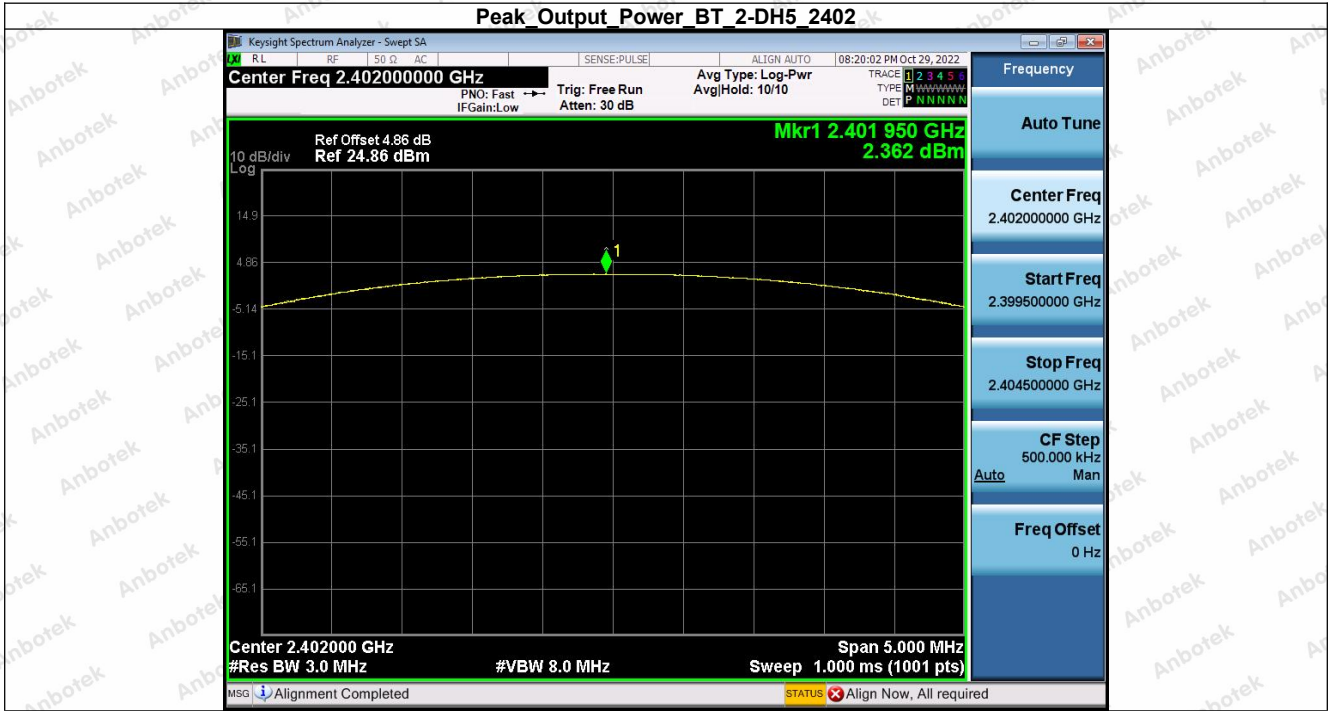 Peak_Output_Power_BT_2-DH5_2402
Keysight Spectrum Analyzer - Swept SA
LXI RL RF 50 Ω AC SENSE:PULSE ALIGN AUTO 08:20:02 PM Oct 29, 2022
Center Freq 2.402000000 GHz
PNO: Fast
IFGain:Low
Trig: Free Run
Atten: 30 dB
Avg Type: Log-Pwr
Avg|Hold: 10/10
TRACE 1 2 3 4 5 6
TYPE M WWWWW
DET P N N N N N
Ref Offset 4.86 dB
10 dB/div Ref 24.86 dBm
Log
Mkr1 2.401 950 GHz
2.362 dBm
14.9
4.86
-5.14
-15.1
-25.1
-35.1
-45.1
-55.1
-65.1
1
Center 2.402000 GHz Span 5.000 MHz
#Res BW 3.0 MHz #VBW 8.0 MHz Sweep 1.000 ms (1001 pts)
MSG Alignment Completed STATUS Align Now, All required
Frequency
Auto Tune
Center Freq
2.402000000 GHz
Start Freq
2.399500000 GHz
Stop Freq
2.404500000 GHz
CF Step
500.000 kHz
Auto Man
Freq Offset
0 Hz
Anbotek